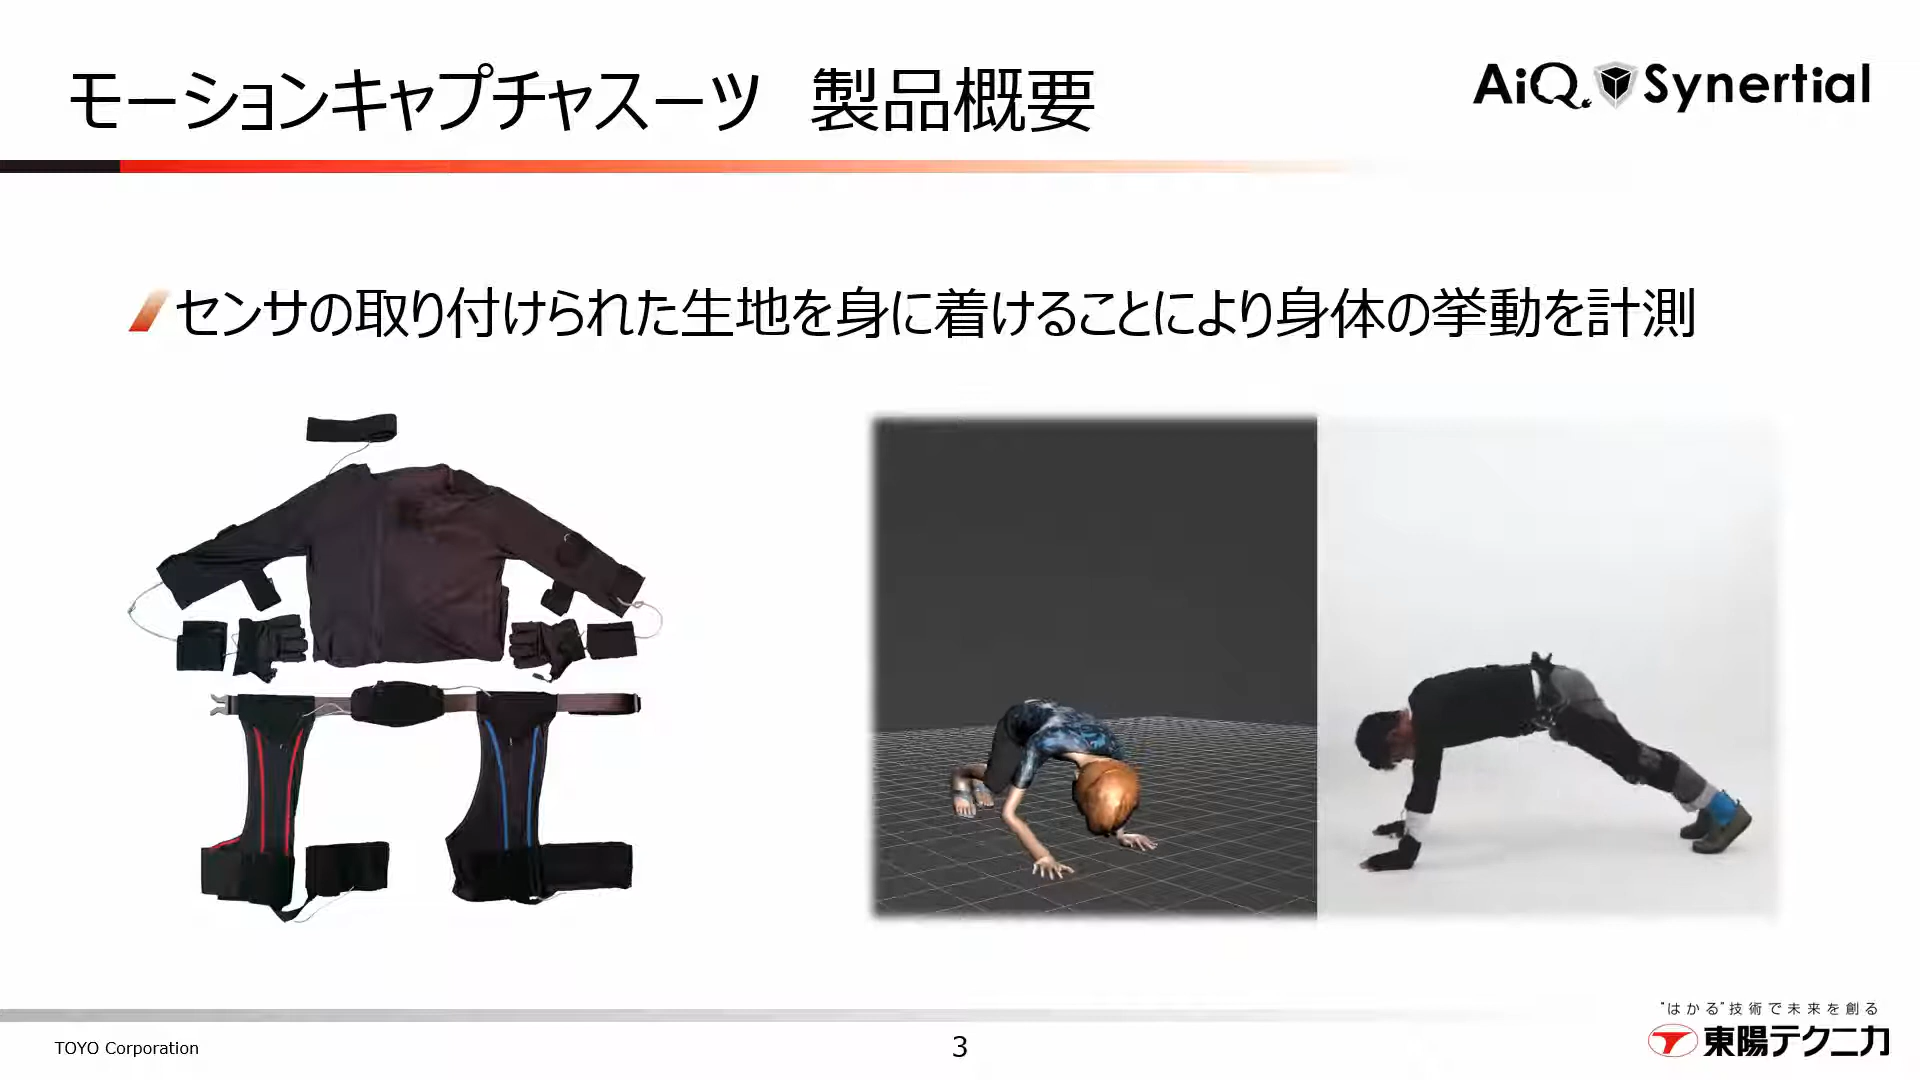 モーションキャプチャスーツ　製品概要
AiQ Synertial
センサの取り付けられた生地を身に着けることにより身体の挙動を計測
"はかる"技術で未来を創る
TOYO Corporation
3
東陽テクニカ